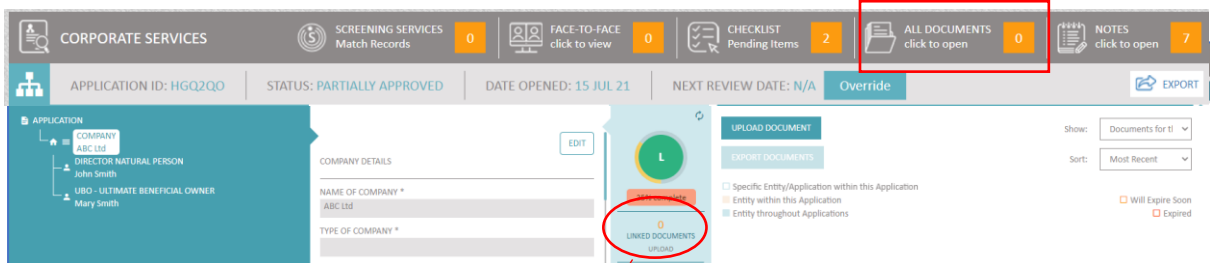 CORPORATE SERVICES
SCREENING SERVICES
Match Records
0
FACE-TO-FACE
click to view
0
CHECKLIST
Pending Items
2
ALL DOCUMENTS
click to open
0
NOTES
click to open
7
APPLICATION ID: HGQ2QO
STATUS: PARTIALLY APPROVED
DATE OPENED: 15 JUL 21
NEXT REVIEW DATE: N/A
Override
EXPORT
APPLICATION
COMPANY
ABC Ltd
DIRECTOR NATURAL PERSON
John Smith
UBO - ULTIMATE BENEFICIAL OWNER
Mary Smith
EDIT
COMPANY DETAILS
NAME OF COMPANY *
ABC Ltd
TYPE OF COMPANY *
L
complete
0
LINKED DOCUMENTS
UPLOAD
UPLOAD DOCUMENT
EXPORT DOCUMENTS
Show: Documents for tl
Sort: Most Recent
Specific Entity/Application within this Application
Entity within this Application
Entity throughout Applications
Will Expire Soon
Expired